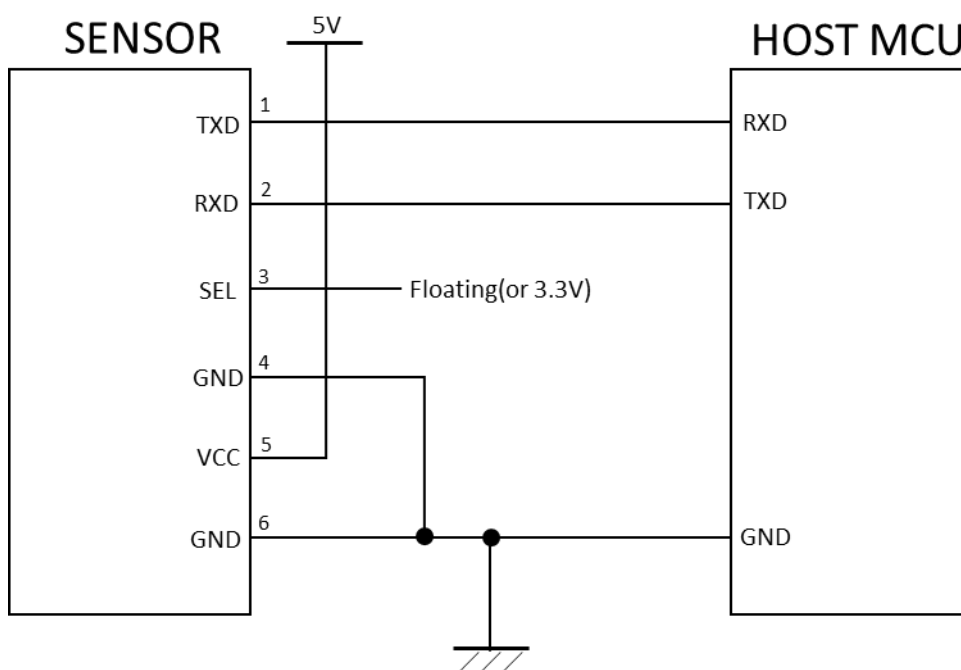 SENSOR
5V
HOST MCU
1
TXD
RXD
2
RXD
TXD
3
SEL
Floating(or 3.3V)
4
GND
5
VCC
6
GND
GND